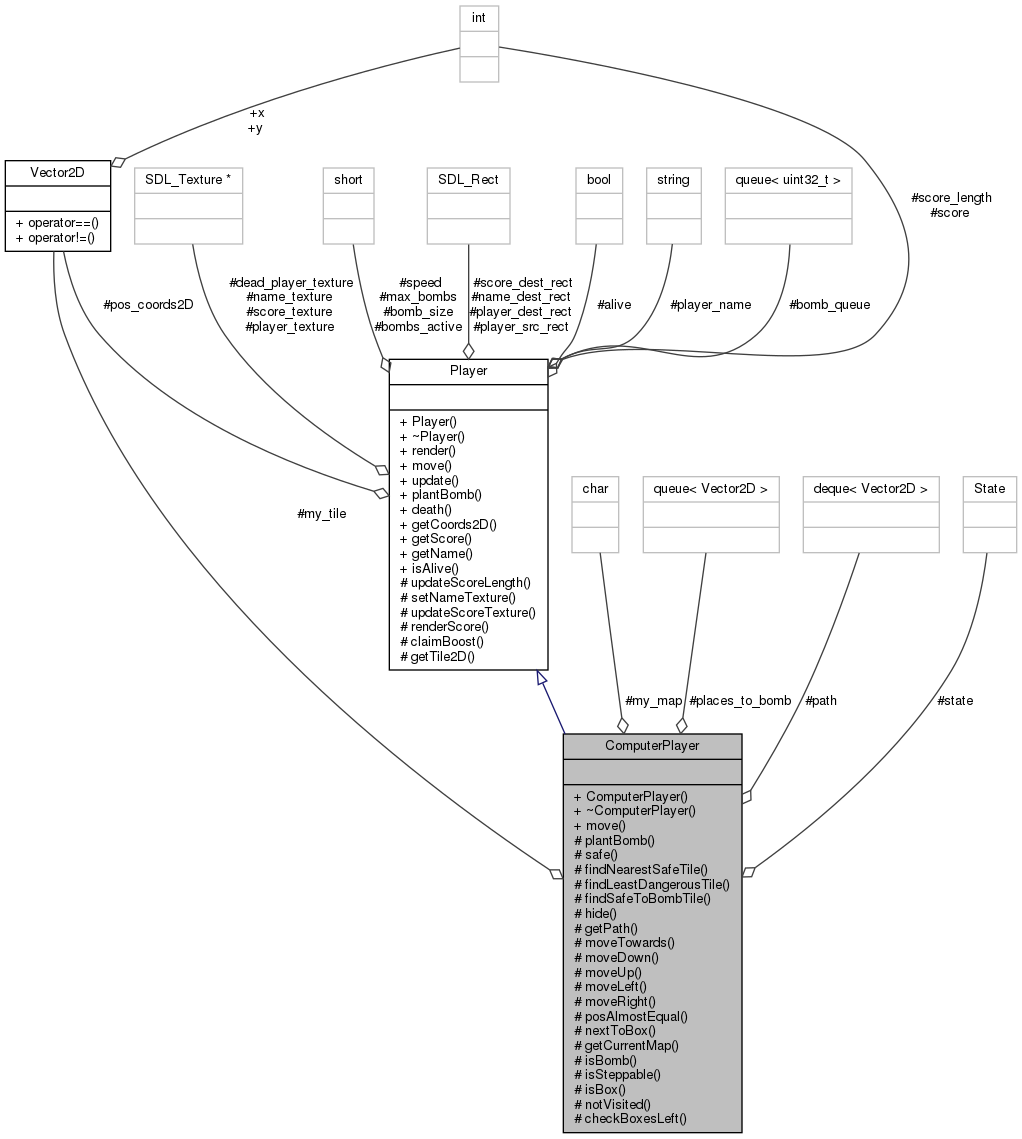 int
+x
+y
Vector2D
+ operator==()
+ operator!=()
SDL_Texture *
short
SDL_Rect
bool
string
queue< uint32_t >
#score_length
#score
#pos_coords2D
#dead_player_texture
#name_texture
#score_texture
#player_texture
#speed
#max_bombs
#bomb_size
#bombs_active
#score_dest_rect
#name_dest_rect
#player_dest_rect
#player_src_rect
#alive
#player_name
#bomb_queue
Player
+ Player()
+ ~Player()
+ render()
+ move()
+ update()
+ plantBomb()
+ death()
+ getCoords2D()
+ getScore()
+ getName()
+ isAlive()
# updateScoreLength()
# setNameTexture()
# updateScoreTexture()
# renderScore()
# claimBoost()
# getTile2D()
#my_tile
char
queue< Vector2D >
deque< Vector2D >
State
#my_map
#places_to_bomb
#path
#state
ComputerPlayer
+ ComputerPlayer()
+ ~ComputerPlayer()
+ move()
# plantBomb()
# safe()
# findNearestSafeTile()
# findLeastDangerousTile()
# findSafeToBombTile()
# hide()
# getPath()
# moveTowards()
# moveDown()
# moveUp()
# moveLeft()
# moveRight()
# posAlmostEqual()
# nextToBox()
# getCurrentMap()
# isBomb()
# isSteppable()
# isBox()
# notVisited()
# checkBoxesLeft()